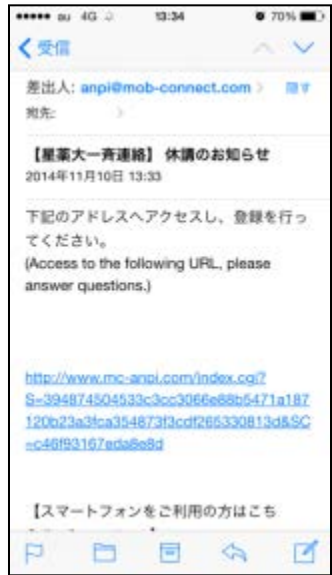 au 4G 13:34 70%
受信
差出人: anpi@mob-connect.com 隠す
宛先:
【星薬大一斉連絡】 休講のお知らせ
2014年11月10日 13:33
下記のアドレスへアクセスし、登録を行っ
てください。
(Access to the following URL, please
answer questions.)
http://www.mc-anpi.com/index.cgi?
S=394874504533c3cc3066e88b5471a187
120b23a3fca354873f3cdf265330813d&SC
=c46f93167eda8e8d
【スマートフォンをご利用の方はこち